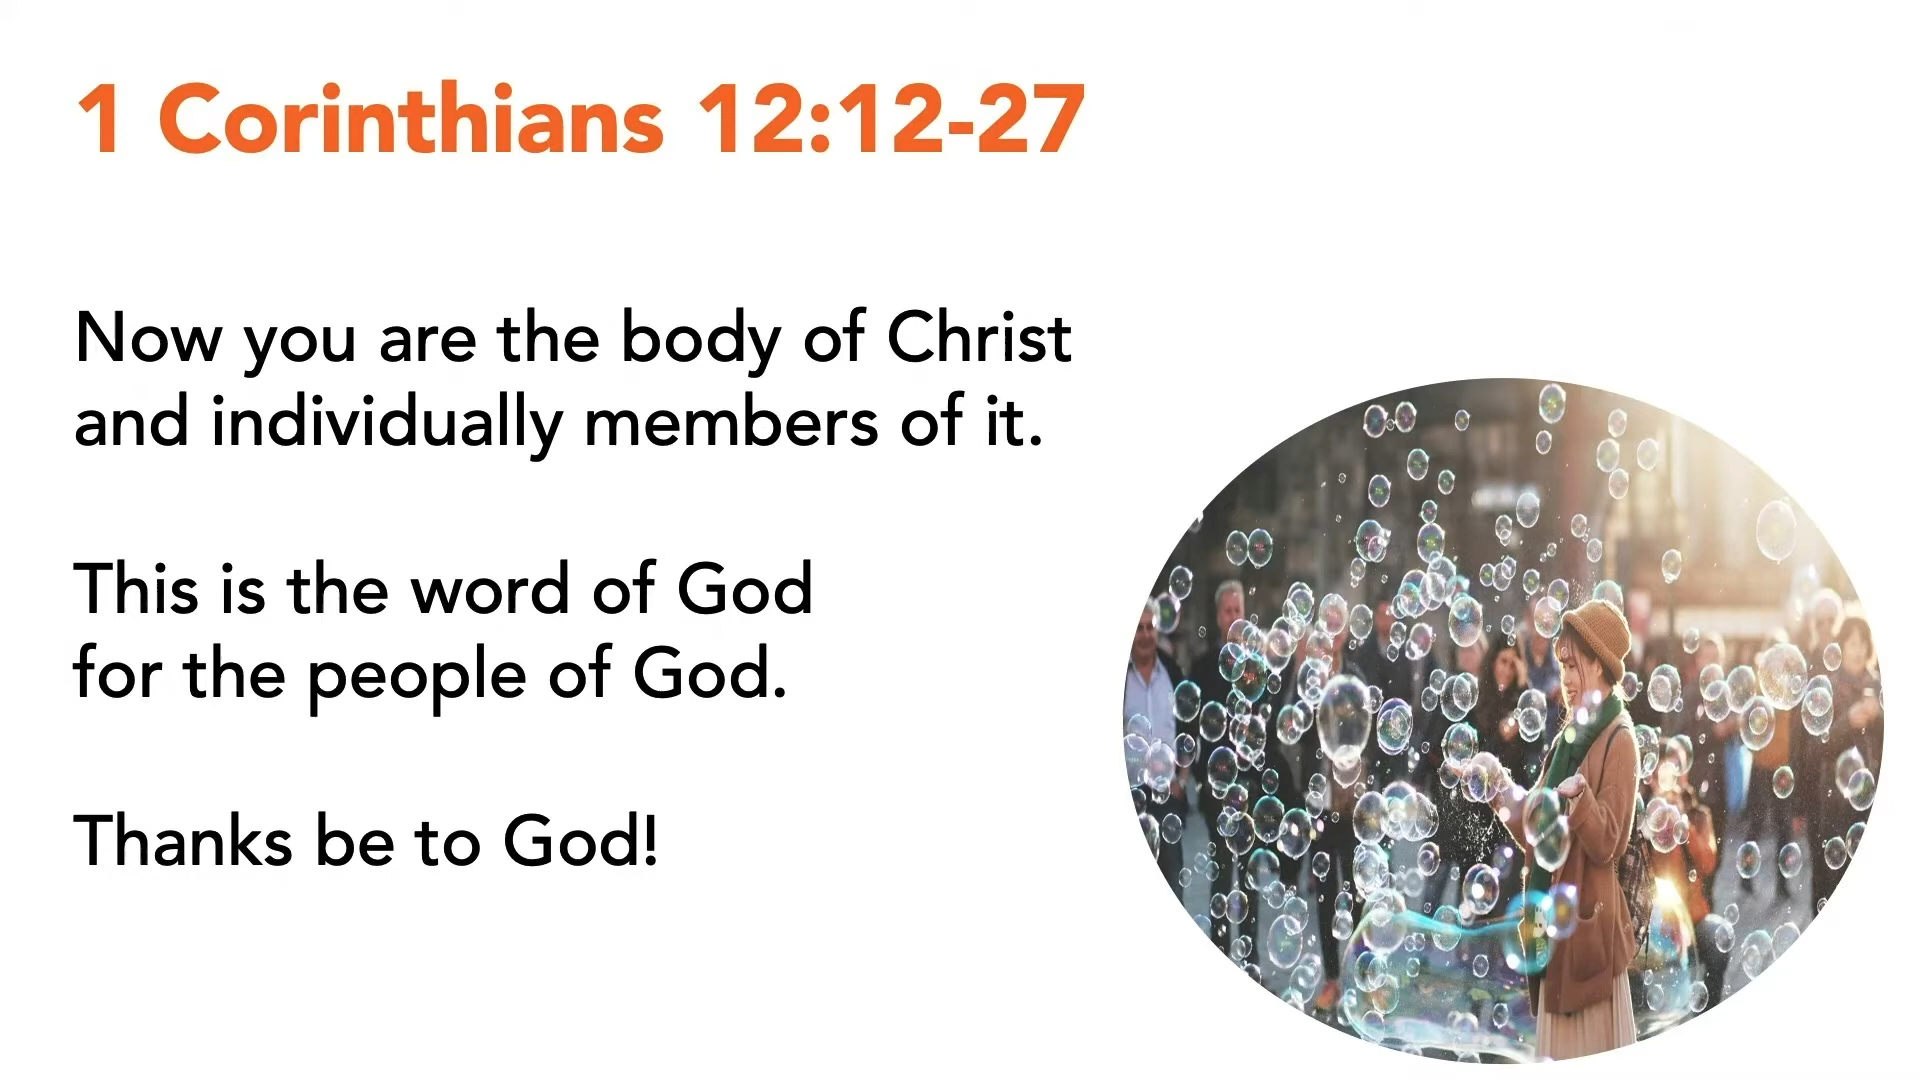 1 Corinthians 12:12-27
Now you are the body of Christ
and individually members of it.
This is the word of God
for the people of God.
Thanks be to God!